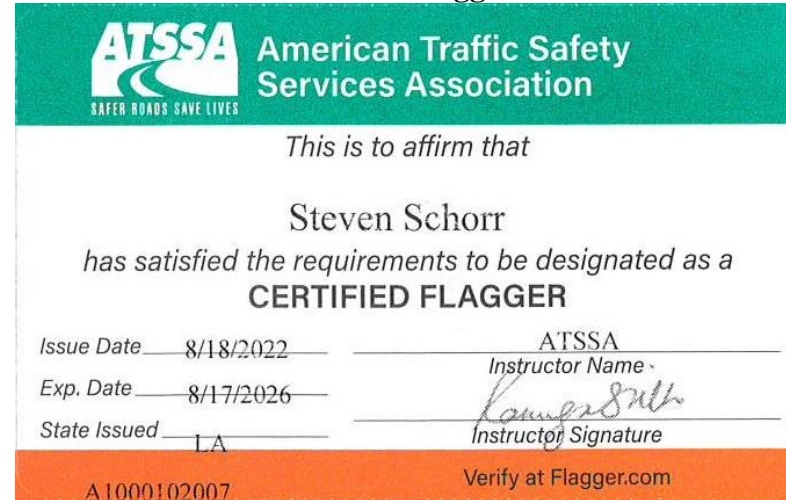 ATSSA
SAFER ROADS SAVE LIVES
American Traffic Safety
Services Association
This is to affirm that
Steven Schorr
has satisfied the requirements to be designated as a
CERTIFIED FLAGGER
Issue Date 8/18/2022
ATSSA
Instructor Name
Exp. Date 8/17/2026
State Issued LA
Instructor Signature
A1000102007
Verify at Flagger.com